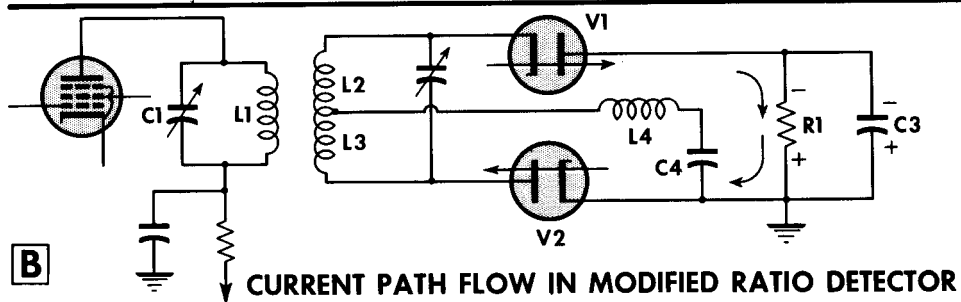 V1
L2
C1
L1
L4
R1
C3
L3
C4
−
−
+
+
V2
B
CURRENT PATH FLOW IN MODIFIED RATIO DETECTOR